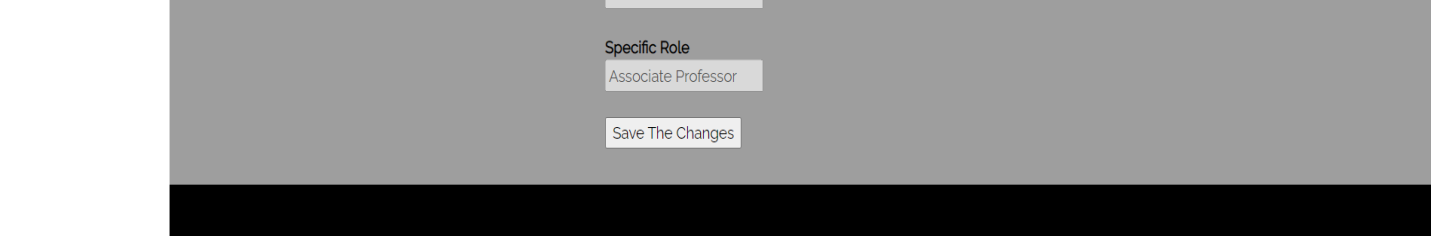 Specific Role
Associate Professor
Save The Changes